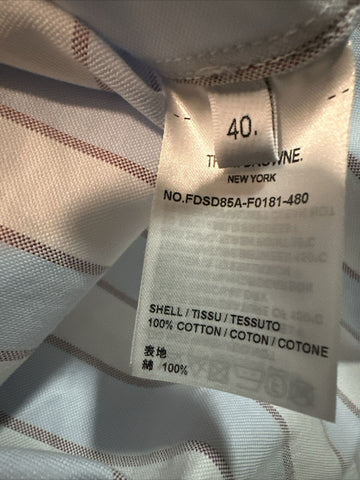 40.
NEW YORK
NO.FDSD85A-F0181-480
SHELL / TISSU / TESSUTO
100% COTTON / COTON / COTONE
表地
綿 100%